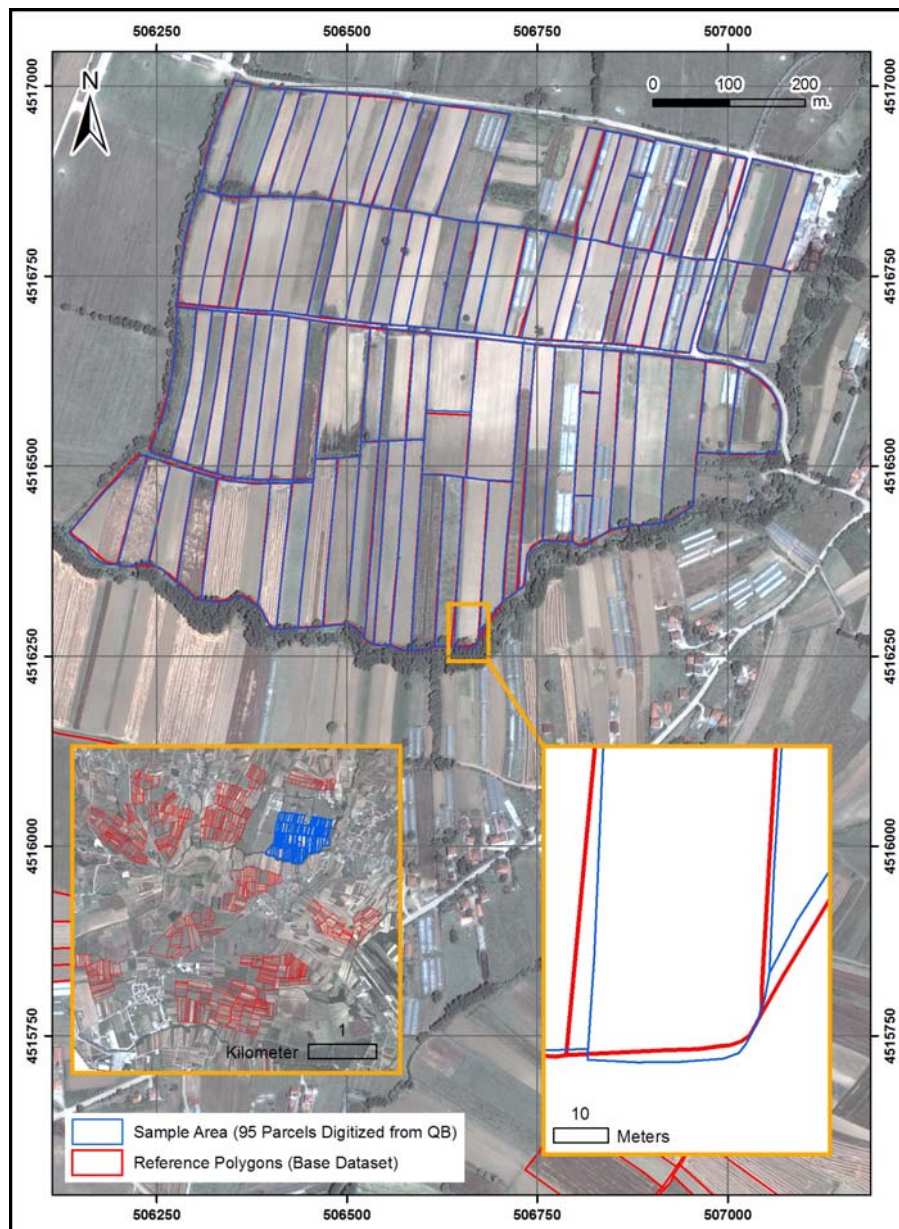 506250 506500 506750 507000
N
0 100 200
m.
4517000 4517000
4516750 4516750
4516500 4516500
4516250 4516250
4516000 4516000
4515750 4515750
Kilometer 1
10
Meters
Sample Area (95 Parcels Digitized from QB)
Reference Polygons (Base Dataset)
506250 506500 506750 507000